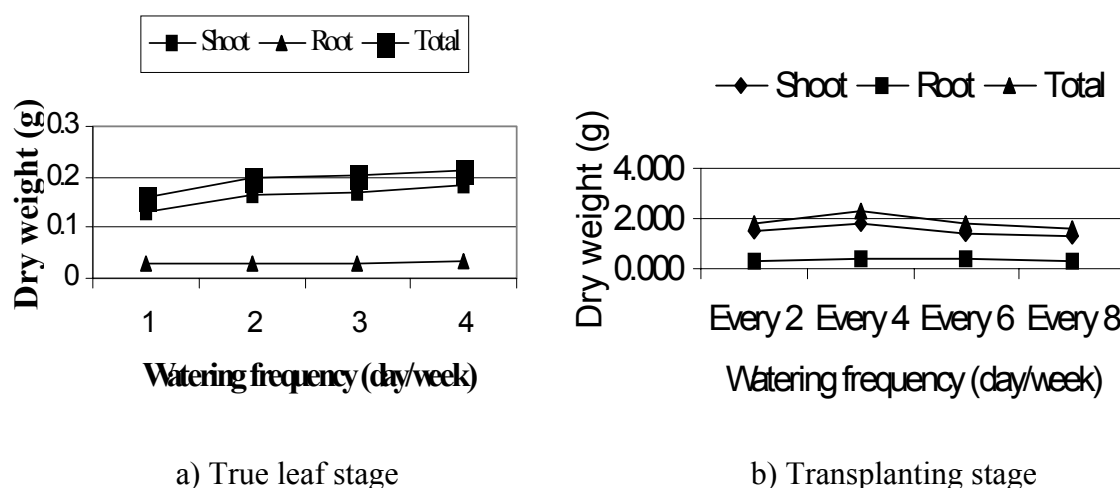 Shoot Root Total
Dry weight (g)
0.3
0.2
0.1
0
1 2 3 4
Watering frequency (day/week)
a) True leaf stage
Shoot Root Total
Dry weight (g)
4.000
2.000
0.000
Every 2 Every 4 Every 6 Every 8
Watering frequency (day/week)
b) Transplanting stage